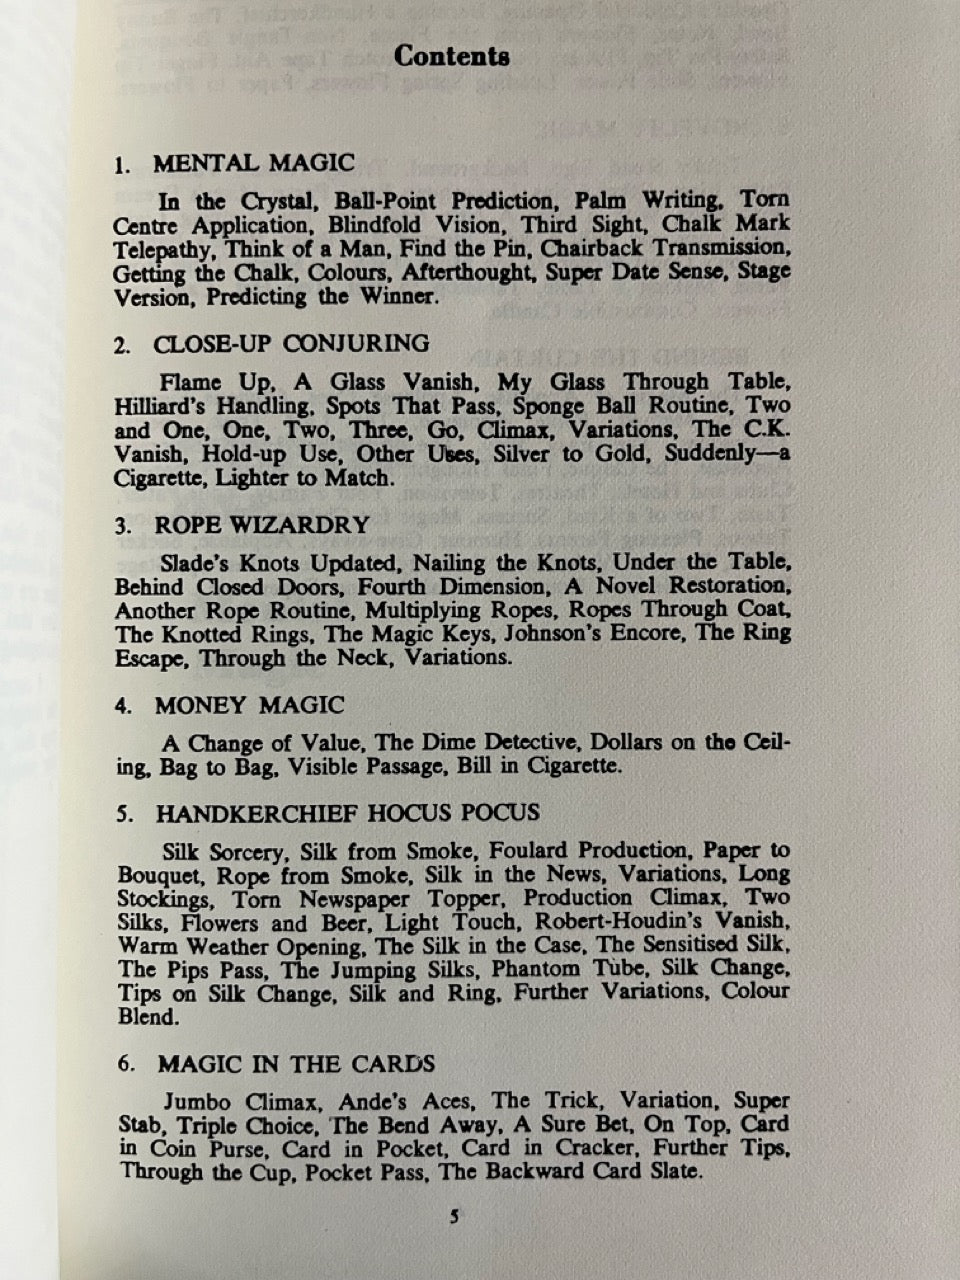 Contents
1. MENTAL MAGIC
In the Crystal, Ball-Point Prediction, Palm Writing, Torn
Centre Application, Blindfold Vision, Third Sight, Chalk Mark
Telepathy, Think of a Man, Find the Pin, Chairback Transmission,
Getting the Chalk, Colours, Afterthought, Super Date Sense, Stage
Version, Predicting the Winner.
2. CLOSE-UP CONJURING
Flame Up, A Glass Vanish, My Glass Through Table,
Hilliard's Handling, Spots That Pass, Sponge Ball Routine, Two
and One, One, Two, Three, Go, Climax, Variations, The C.K.
Vanish, Hold-up Use, Other Uses, Silver to Gold, Suddenly—a
Cigarette, Lighter to Match.
3. ROPE WIZARDRY
Slade's Knots Updated, Nailing the Knots, Under the Table,
Behind Closed Doors, Fourth Dimension, A Novel Restoration,
Another Rope Routine, Multiplying Ropes, Ropes Through Coat,
The Knotted Rings, The Magic Keys, Johnson's Encore, The Ring
Escape, Through the Neck, Variations.
4. MONEY MAGIC
A Change of Value, The Dime Detective, Dollars on the Ceil-
ing, Bag to Bag, Visible Passage, Bill in Cigarette.
5. HANDKERCHIEF HOCUS POCUS
Silk Sorcery, Silk from Smoke, Foulard Production, Paper to
Bouquet, Rope from Smoke, Silk in the News, Variations, Long
Stockings, Torn Newspaper Topper, Production Climax, Two
Silks, Flowers and Beer, Light Touch, Robert-Houdin's Vanish,
Warm Weather Opening, The Silk in the Case, The Sensitised Silk,
The Pips Pass, The Jumping Silks, Phantom Tube, Silk Change,
Tips on Silk Change, Silk and Ring, Further Variations, Colour
Blend.
6. MAGIC IN THE CARDS
Jumbo Climax, Ande's Aces, The Trick, Variation, Super
Stab, Triple Choice, The Bend Away, A Sure Bet, On Top, Card
in Coin Purse, Card in Pocket, Card in Cracker, Further Tips,
Through the Cup, Pocket Pass, The Backward Card Slate.
5